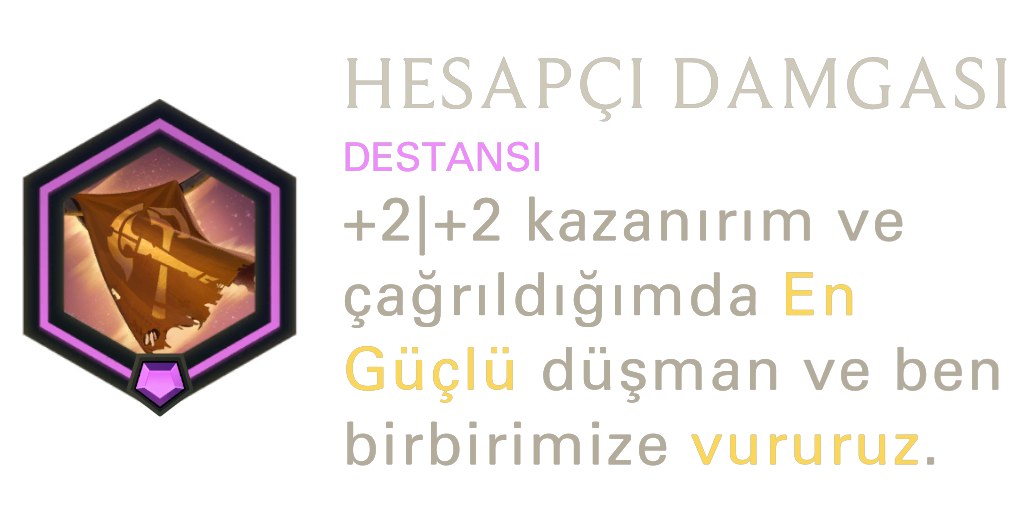 HESAPÇI DAMGASI
DESTANSI
+2|+2 kazanırım ve
çağrıldığımda En
Güçlü düşman ve ben
birbirimize vururuz.